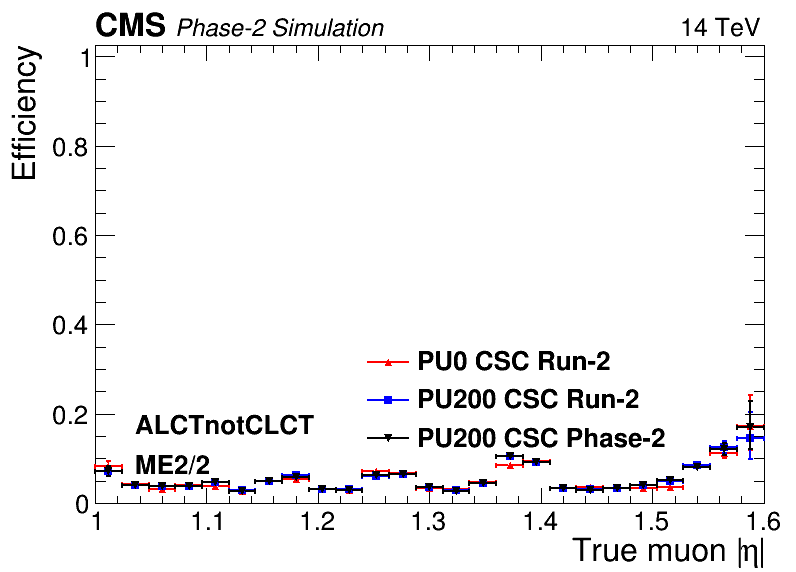 CMS Phase-2 Simulation 14 TeV
Efficiency
1
0.8
0.6
0.4
0.2
0
PU0 CSC Run-2
PU200 CSC Run-2
PU200 CSC Phase-2
ALCTnotCLCT
ME2/2
1 1.1 1.2 1.3 1.4 1.5 1.6
True muon |η|